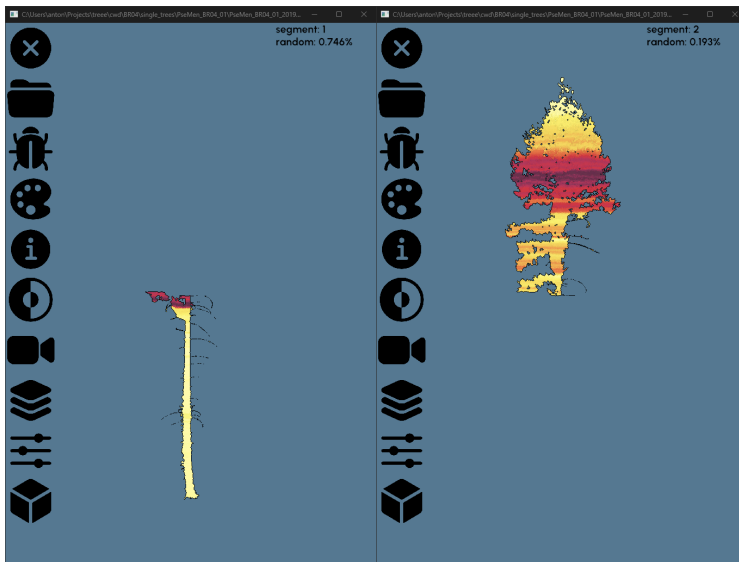 C:\Users\anton\Projects\treee\cwd\BR04\single_trees\PseMen_BR04_01\PseMen_BR04_01_2019...
segment: 1
random: 0.746%
C:\Users\anton\Projects\treee\cwd\BR04\single_trees\PseMen_BR04_01\PseMen_BR04_01_2019...
segment: 2
random: 0.193%